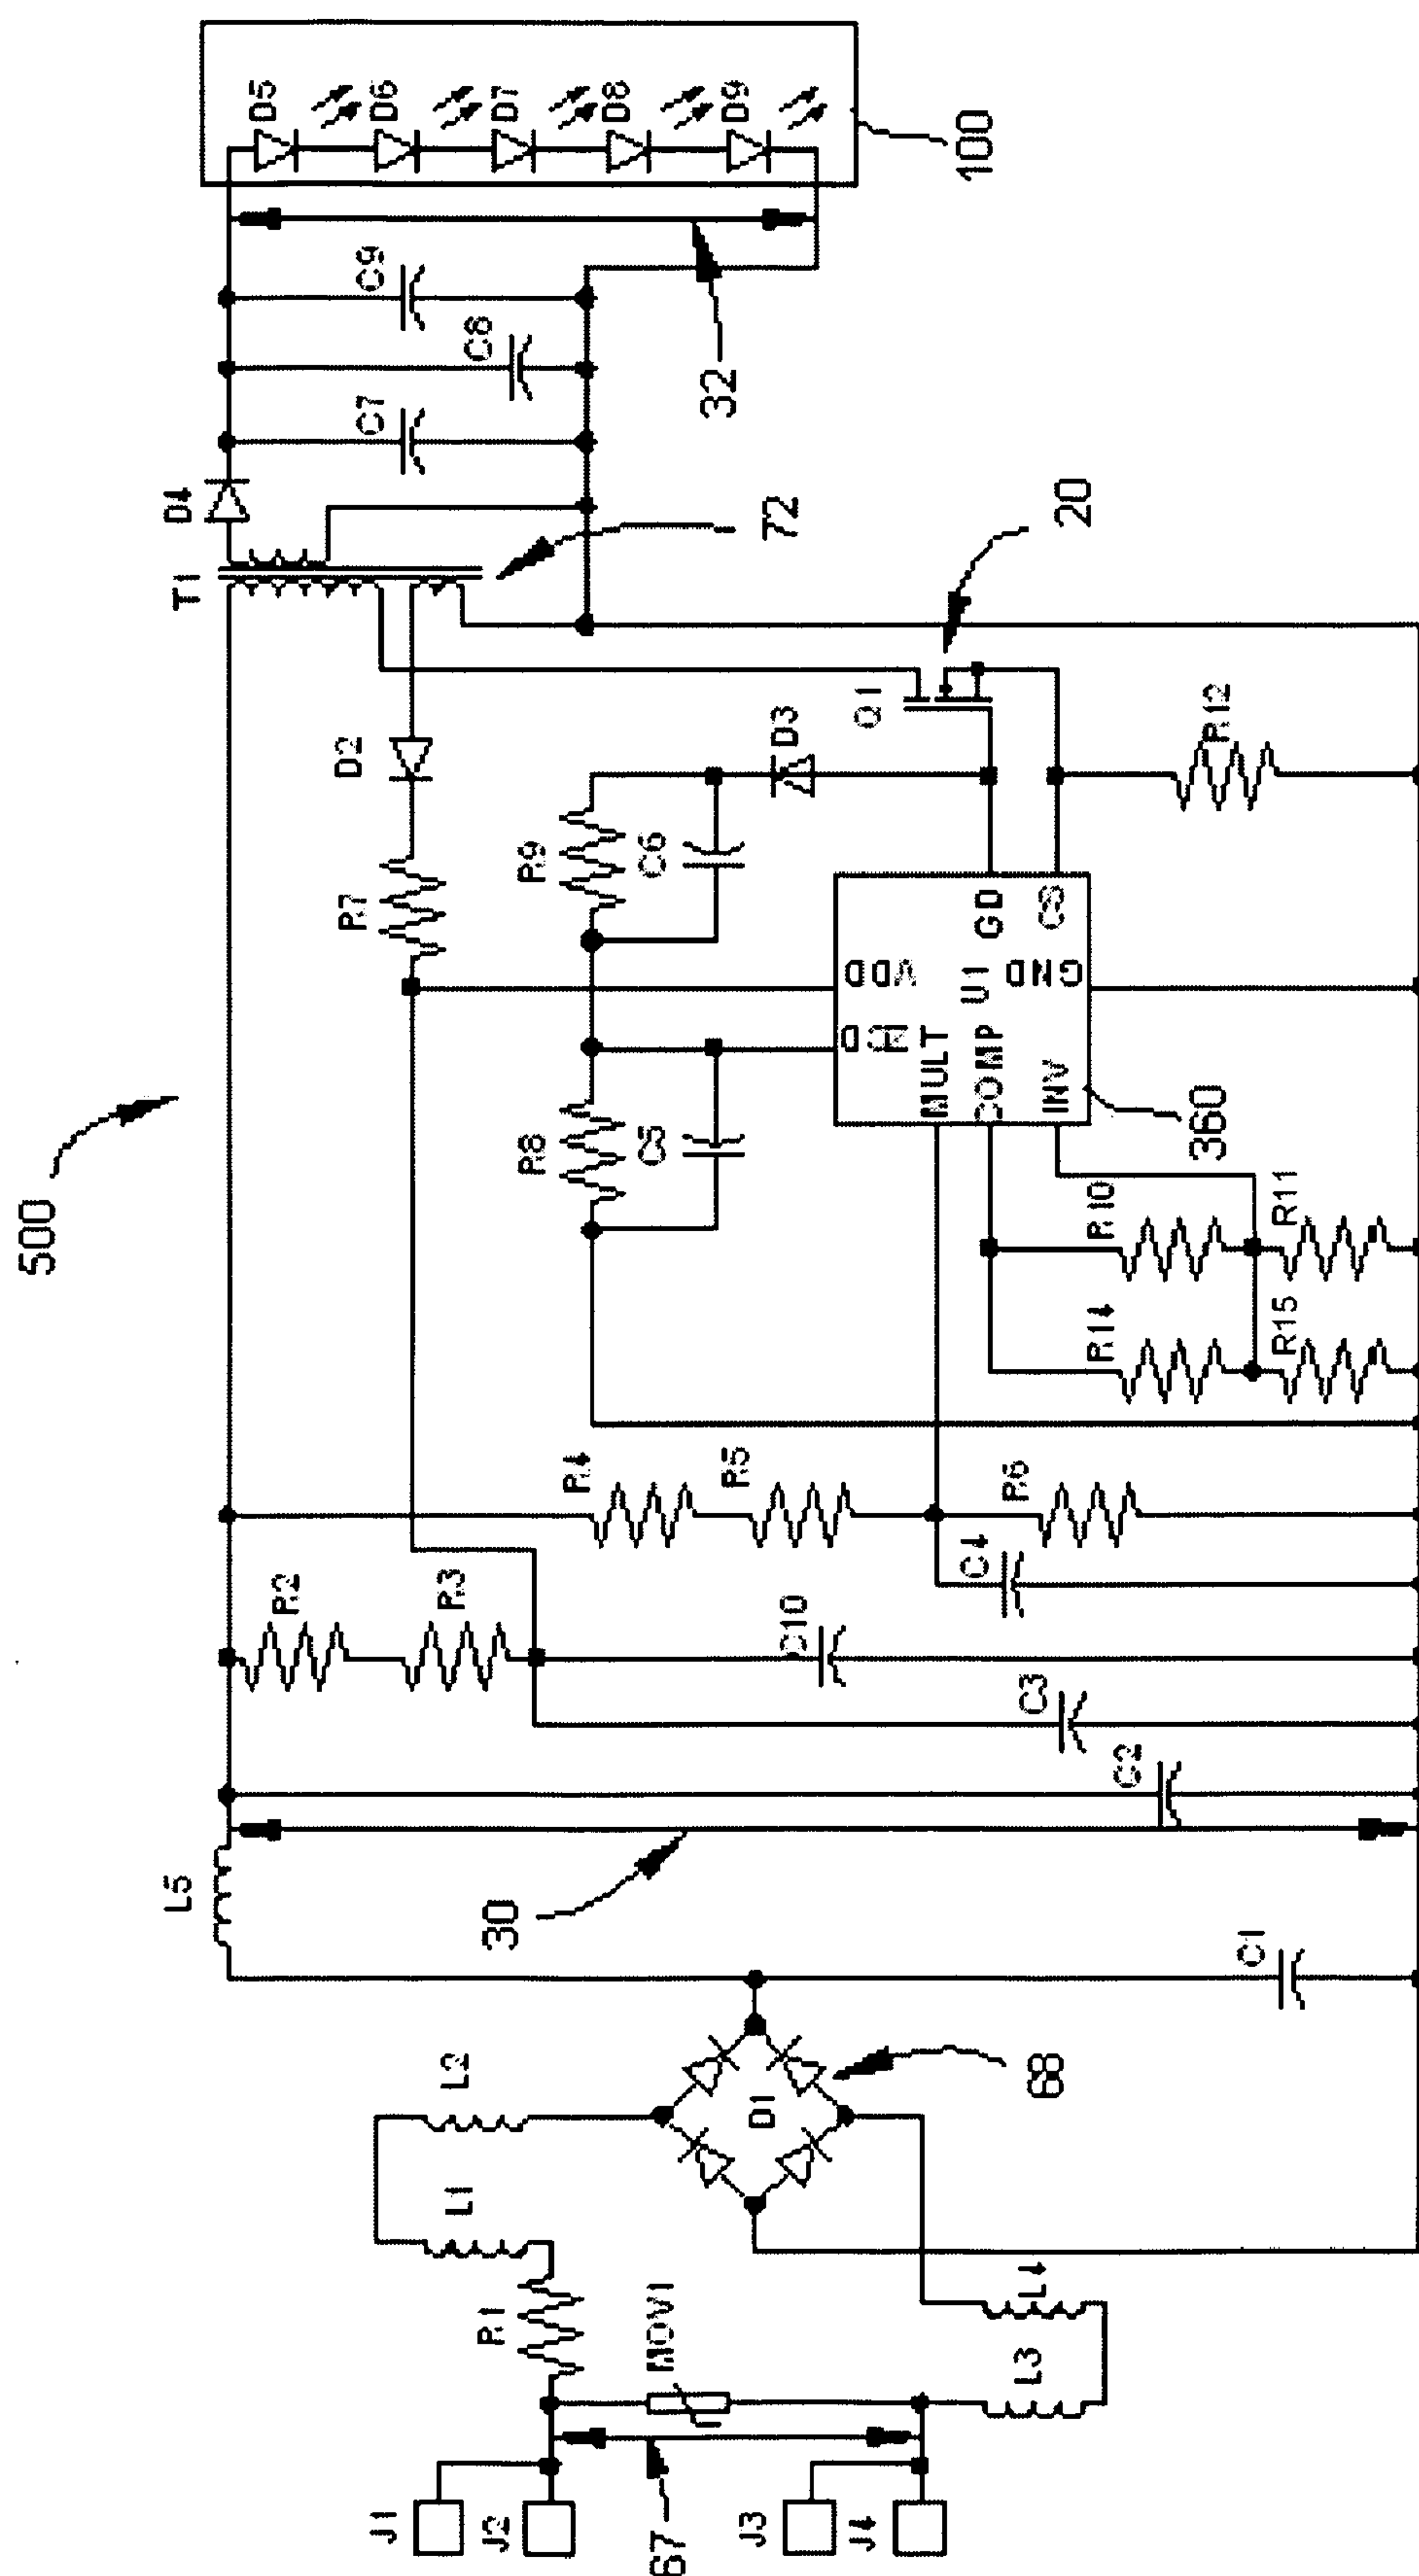 500
T1
D4
C7
C8
C9
D5
D6
D7
D8
D9
100
32
72
20
D2
R7
R9
C6
D3
Q1
R12
R8
C5
VDD
ZCD
MULT
COMP
INV
U1
GD
CS
GND
360
R10
R11
R14
R15
R4
R5
R6
C4
R2
R3
C10
C3
C2
30
L5
C1
L2
L1
D1
68
R1
MOV1
L4
L3
J1
J2
J3
J4
67